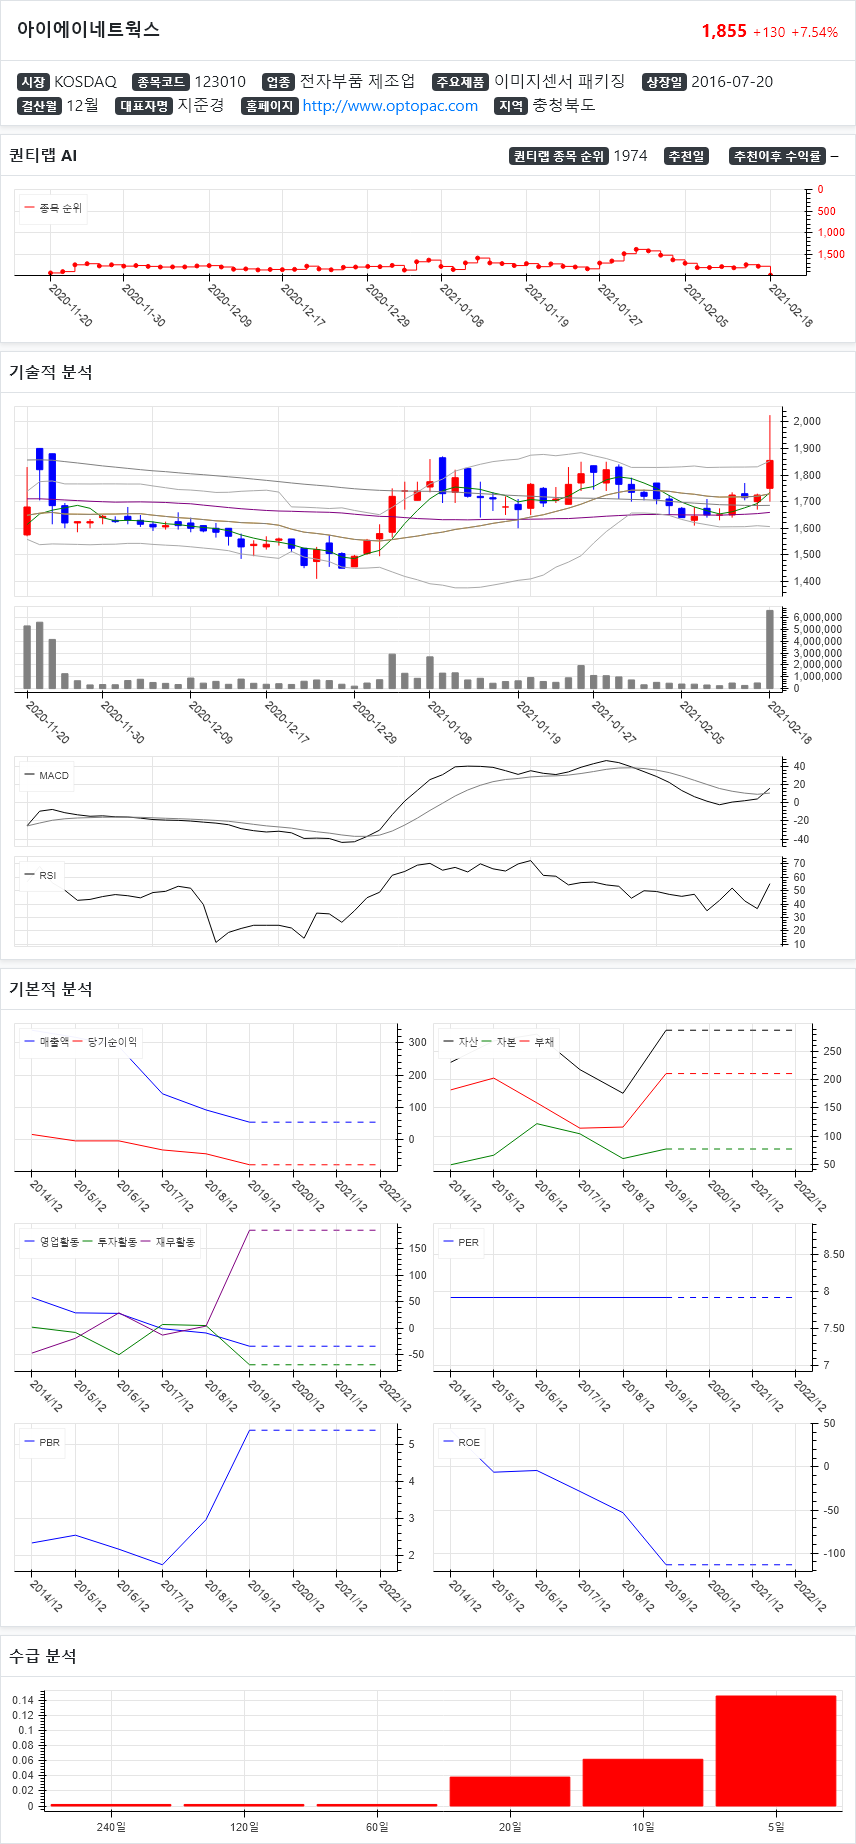 아이에이네트웍스 1,855 +130 +7.54%
시장 KOSDAQ 종목코드 123010 업종 전자부품 제조업 주요제품 이미지센서 패키징 상장일 2016-07-20
결산월 12월 대표자명 지준경 홈페이지 http://www.optopac.com 지역 충청북도
퀀티랩 AI 퀀티랩 종목 순위 1974 추천일 추천이후 수익률 –
종목 순위
0
500
1,000
1,500
2020-11-20 2020-11-30 2020-12-09 2020-12-17 2020-12-29 2021-01-08 2021-01-19 2021-01-27 2021-02-05 2021-02-18
기술적 분석
2,000
1,900
1,800
1,700
1,600
1,500
1,400
6,000,000
5,000,000
4,000,000
3,000,000
2,000,000
1,000,000
0
2020-11-20 2020-11-30 2020-12-09 2020-12-17 2020-12-29 2021-01-08 2021-01-19 2021-01-27 2021-02-05 2021-02-18
MACD
40
20
0
-20
-40
RSI
70
60
50
40
30
20
10
기본적 분석
매출액 당기순이익
300
200
100
0
2014/12 2015/12 2016/12 2017/12 2018/12 2019/12 2020/12 2021/12 2022/12
자산 자본 부채
250
200
150
100
50
2014/12 2015/12 2016/12 2017/12 2018/12 2019/12 2020/12 2021/12 2022/12
영업활동 투자활동 재무활동
150
100
50
0
-50
2014/12 2015/12 2016/12 2017/12 2018/12 2019/12 2020/12 2021/12 2022/12
PER
8.50
8
7.50
7
2014/12 2015/12 2016/12 2017/12 2018/12 2019/12 2020/12 2021/12 2022/12
PBR
5
4
3
2
2014/12 2015/12 2016/12 2017/12 2018/12 2019/12 2020/12 2021/12 2022/12
ROE
50
0
-50
-100
2014/12 2015/12 2016/12 2017/12 2018/12 2019/12 2020/12 2021/12 2022/12
수급 분석
0.14
0.12
0.1
0.08
0.06
0.04
0.02
0
240일 120일 60일 20일 10일 5일